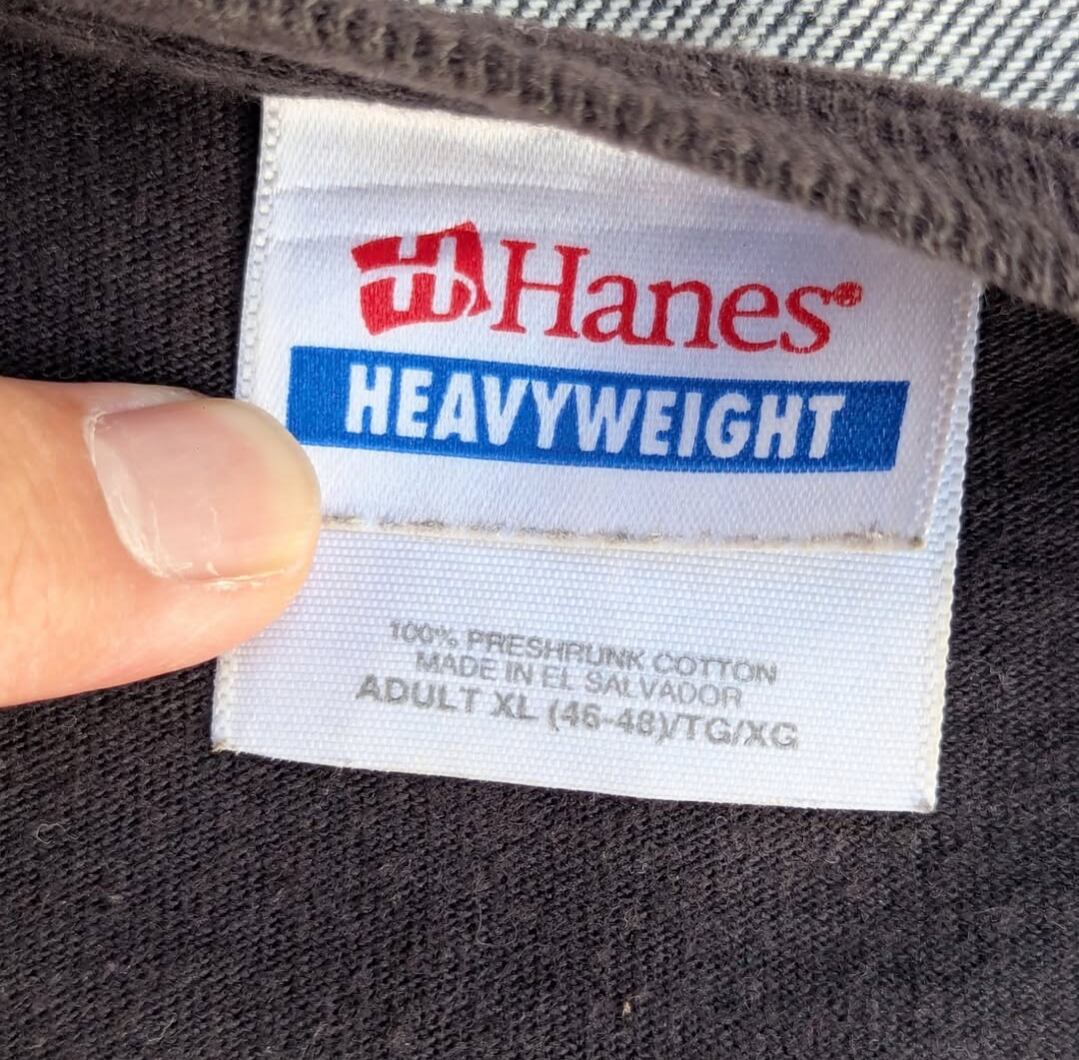 Hanes®
HEAVYWEIGHT
100% PRESHRUNK COTTON
MADE IN EL SALVADOR
ADULT XL (46-48)/TG/XG